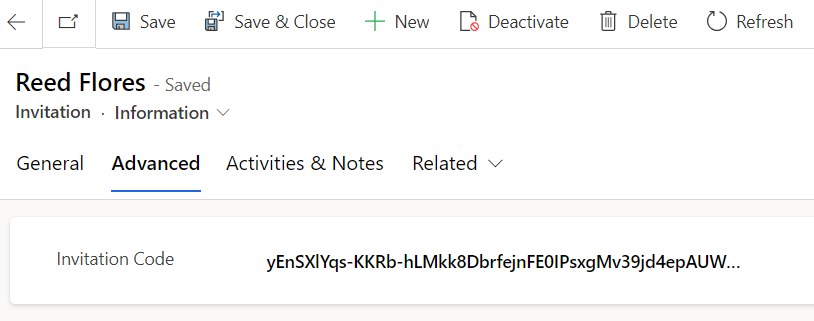 Save Save & Close New Deactivate Delete Refresh
Reed Flores - Saved
Invitation · Information
General Advanced Activities & Notes Related
Invitation Code yEnSXlYqs-KKRb-hLMkk8DbrfejnFE0IPsxgMv39jd4epAUW...